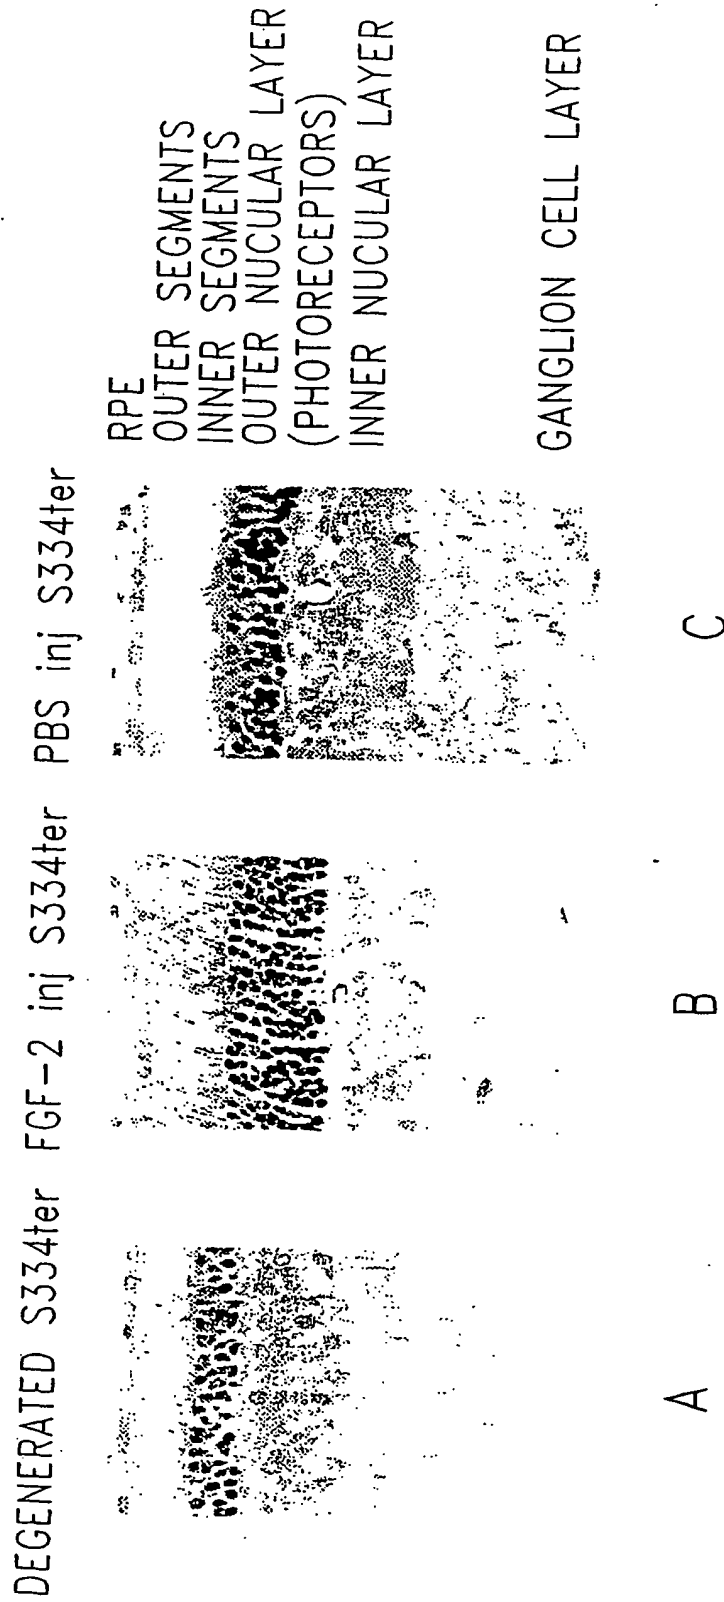 DEGENERATED S334ter
FGF-2 inj S334ter
PBS inj S334ter
RPE
OUTER SEGMENTS
INNER SEGMENTS
OUTER NUCULAR LAYER
(PHOTORECEPTORS)
INNER NUCULAR LAYER
GANGLION CELL LAYER
A
B
C